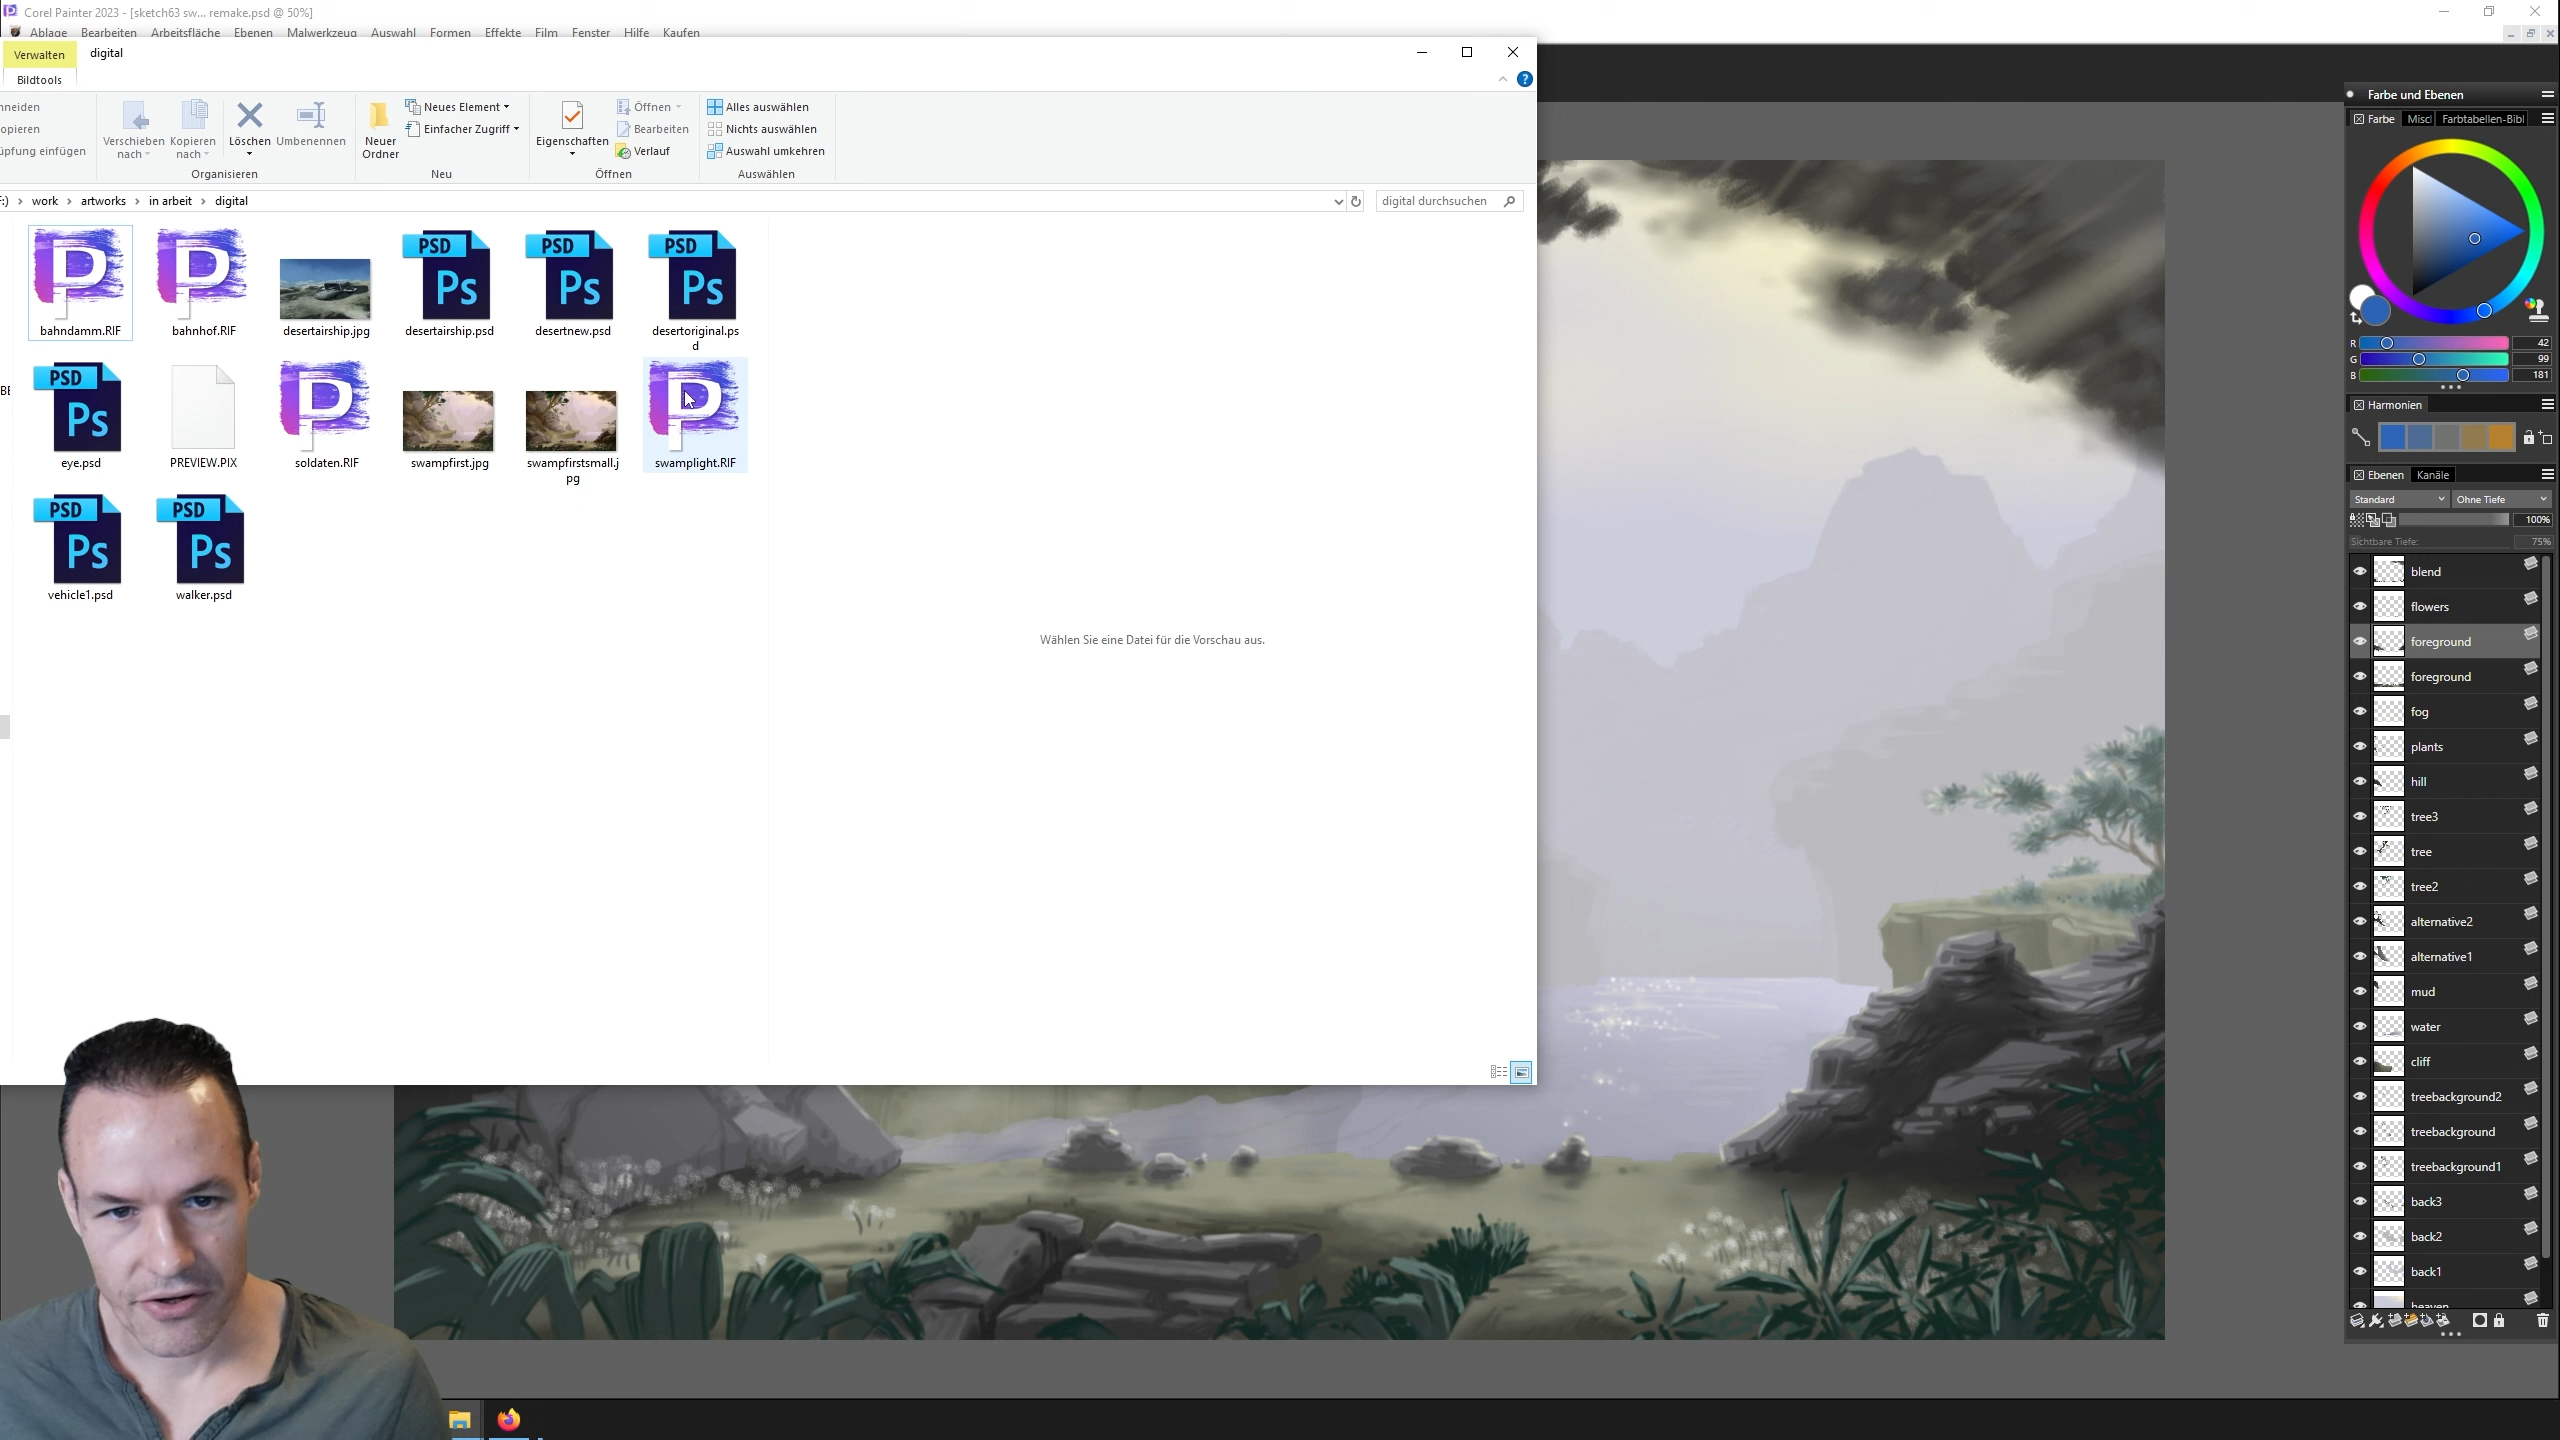 Corel Painter 2023 - [sketch63 sw... remake.psd @ 50%]
Ablage Bearbeiten Arbeitsfläche Ebenen Malwerkzeug Auswahl Formen Effekte Film Fenster Hilfe Kaufen
Verwalten digital
Bildtools
neiden
opieren
üpfung einfügen
Verschieben nach
Kopieren nach
Löschen
Umbenennen
Organisieren
Neuer Ordner
Neues Element
Einfacher Zugriff
Neu
Eigenschaften
Öffnen
Bearbeiten
Verlauf
Öffnen
Alles auswählen
Nichts auswählen
Auswahl umkehren
Auswählen
:) work artworks in arbeit digital
digital durchsuchen
PSD PSD PSD
Ps Ps Ps
bahndamm.RIF bahnhof.RIF desertairship.jpg desertairship.psd desertnew.psd desertoriginal.ps
d
PSD
Ps
eye.psd PREVIEW.PIX soldaten.RIF swampfirst.jpg swampfirstsmall.j swamplight.RIF
pg
PSD PSD
Ps Ps
vehicle1.psd walker.psd
Wählen Sie eine Datei für die Vorschau aus.
Farbe und Ebenen
Farbe Miscl Farbtabellen-Bibl
R 42
G 99
B 181
Harmonien
Ebenen Kanäle
Standard Ohne Tiefe
100%
Sichtbare Tiefe: 75%
blend
flowers
foreground
foreground
fog
plants
hill
tree3
tree
tree2
alternative2
alternative1
mud
water
cliff
treebackground2
treebackground
treebackground1
back3
back2
back1
heaven